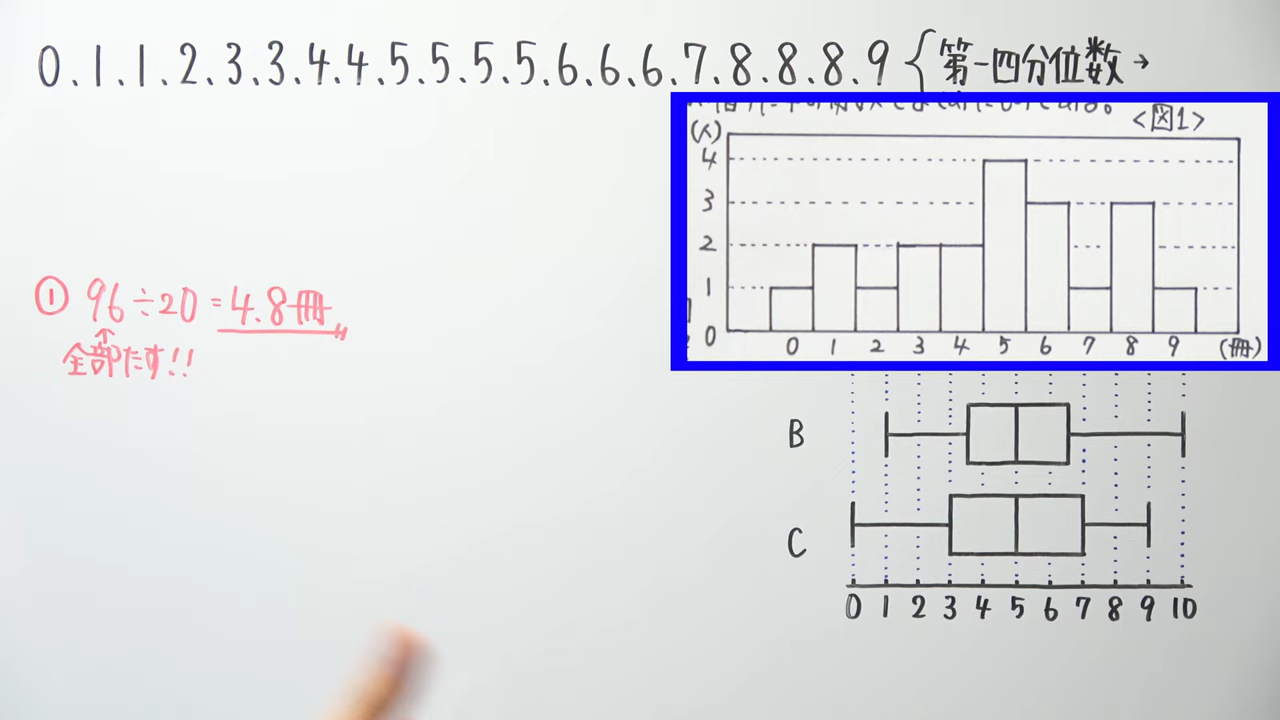 0.1.1.2.3.3.4.4.5.5.5.5.6.6.6.7.8.8.8.9 { 第一四分位数→
<図1>
(人)
4
3
2
1
0
0 1 2 3 4 5 6 7 8 9 (冊)
① 96÷20=4.8冊
↑
全部たす!!
B
C
0 1 2 3 4 5 6 7 8 9 10